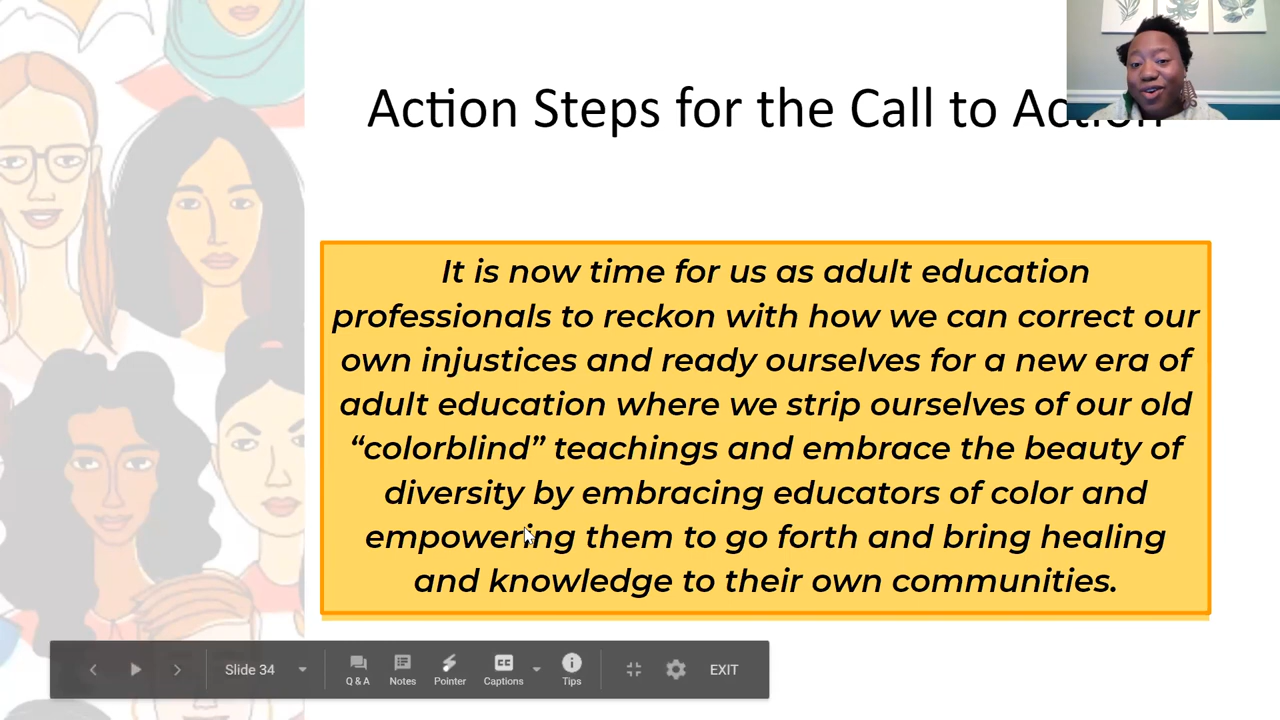 Action Steps for the Call to Action
It is now time for us as adult education
professionals to reckon with how we can correct our
own injustices and ready ourselves for a new era of
adult education where we strip ourselves of our old
“colorblind” teachings and embrace the beauty of
diversity by embracing educators of color and
empowering them to go forth and bring healing
and knowledge to their own communities.
Slide 34
Q & A
Notes
Pointer
CC
Captions
Tips
EXIT